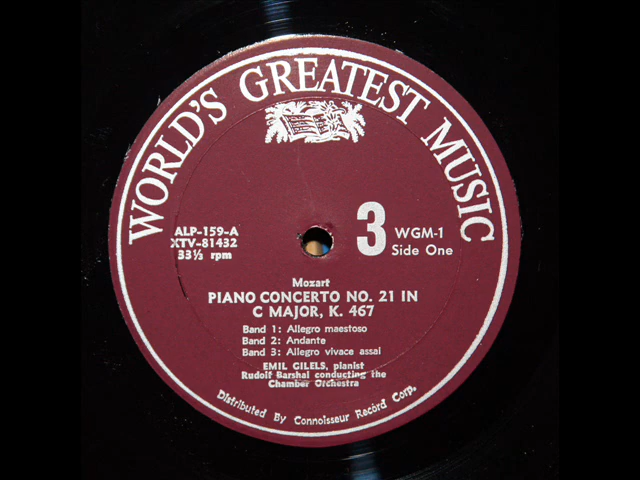 WORLD'S GREATEST MUSIC
ALP-159-A
XTV-81432
33⅓ rpm
3
WGM-1
Side One
Mozart
PIANO CONCERTO NO. 21 IN
C MAJOR, K. 467
Band 1: Allegro maestoso
Band 2: Andante
Band 3: Allegro vivace assai
EMIL GILELS, pianist
Rudolf Barshai conducting the
Chamber Orchestra
Distributed By Connoisseur Record Corp.